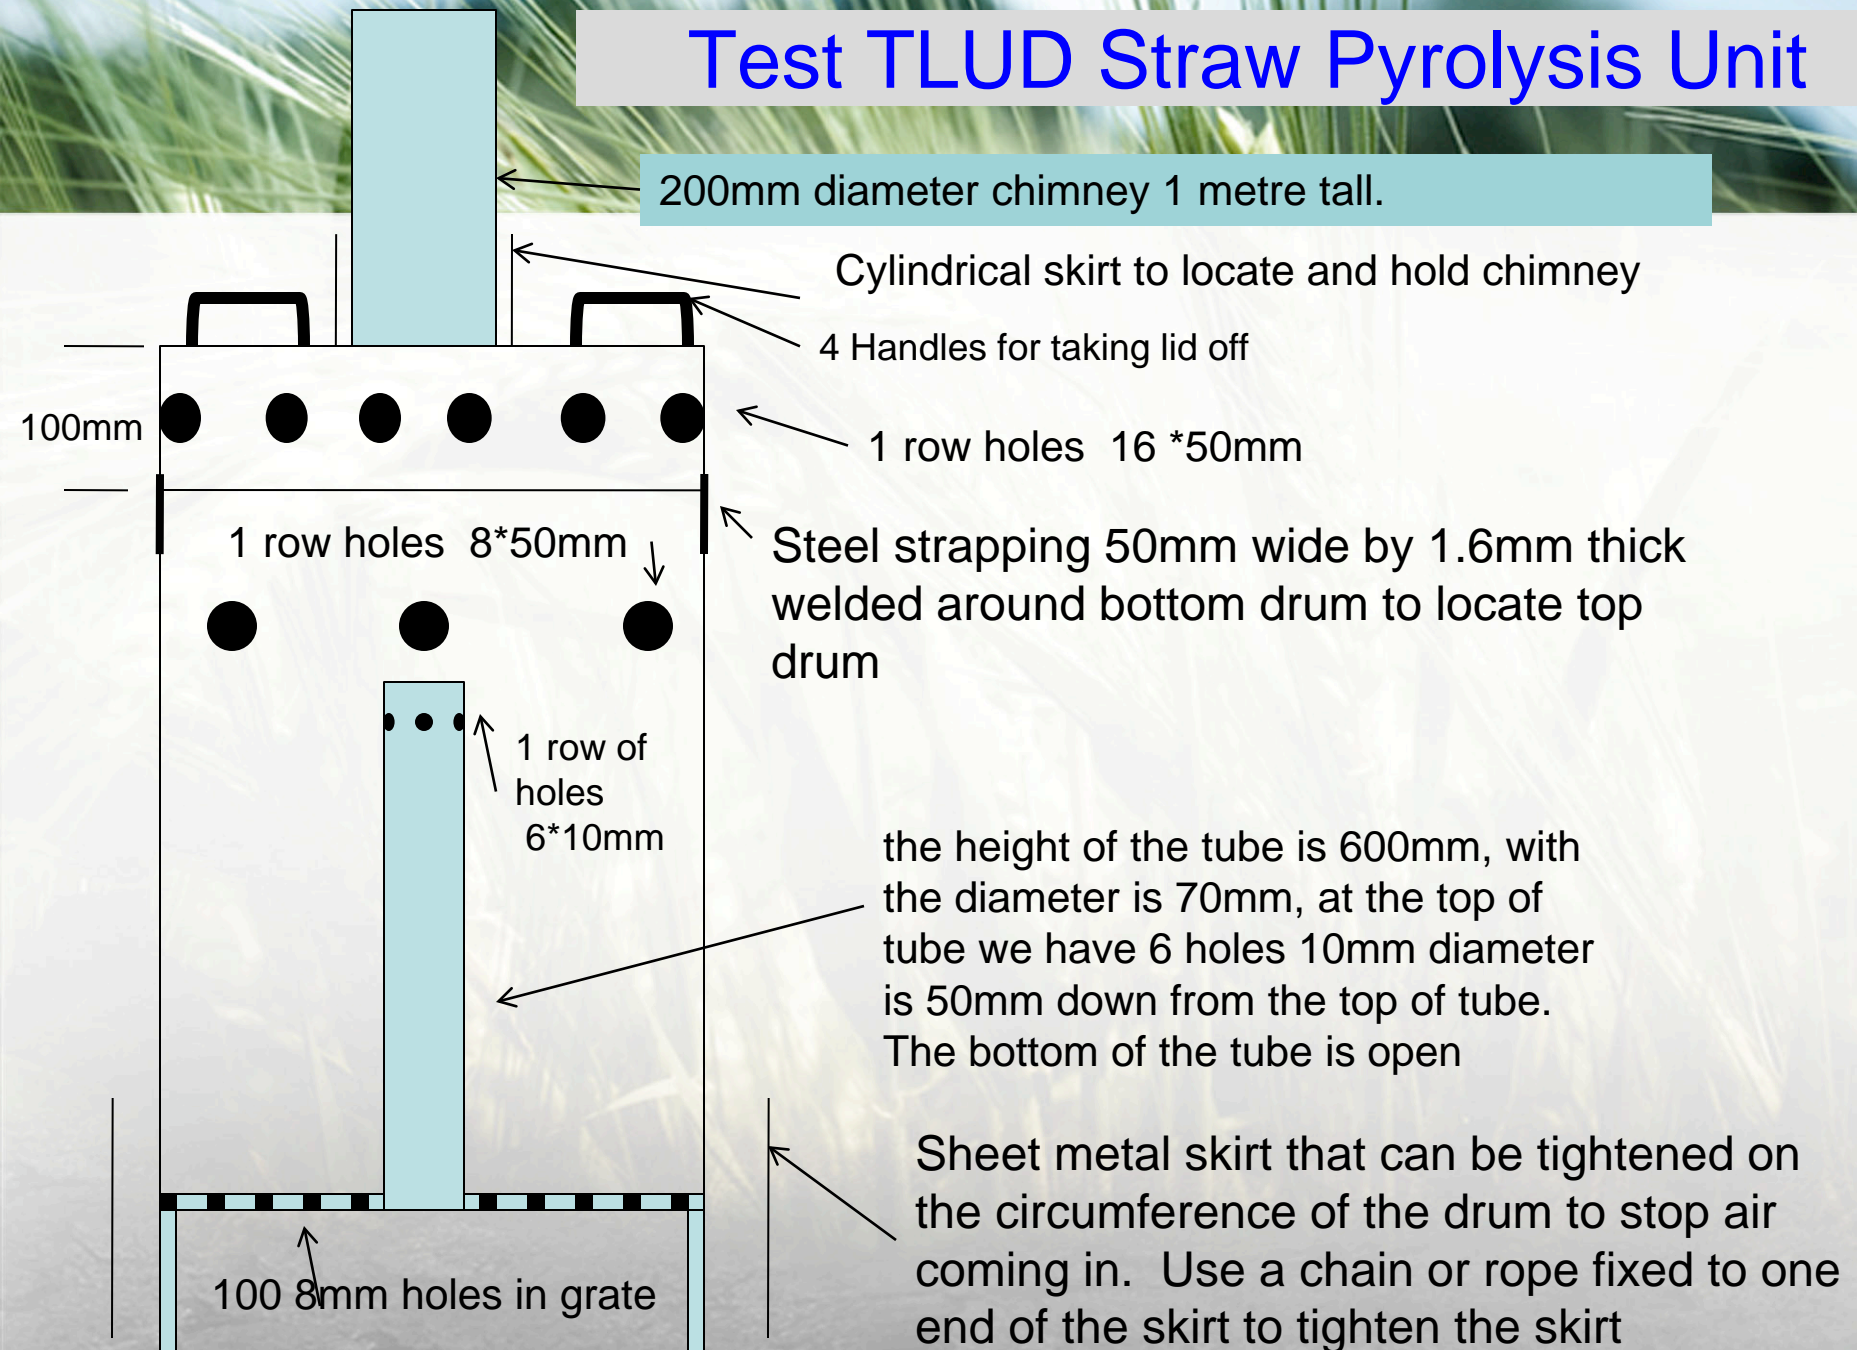 Test TLUD Straw Pyrolysis Unit
200mm diameter chimney 1 metre tall.
Cylindrical skirt to locate and hold chimney
4 Handles for taking lid off
100mm
1 row holes 16 *50mm
1 row holes 8*50mm
Steel strapping 50mm wide by 1.6mm thick
welded around bottom drum to locate top
drum
1 row of
holes
6*10mm
the height of the tube is 600mm, with
the diameter is 70mm, at the top of
tube we have 6 holes 10mm diameter
is 50mm down from the top of tube.
The bottom of the tube is open
Sheet metal skirt that can be tightened on
the circumference of the drum to stop air
coming in. Use a chain or rope fixed to one
end of the skirt to tighten the skirt
100 8mm holes in grate